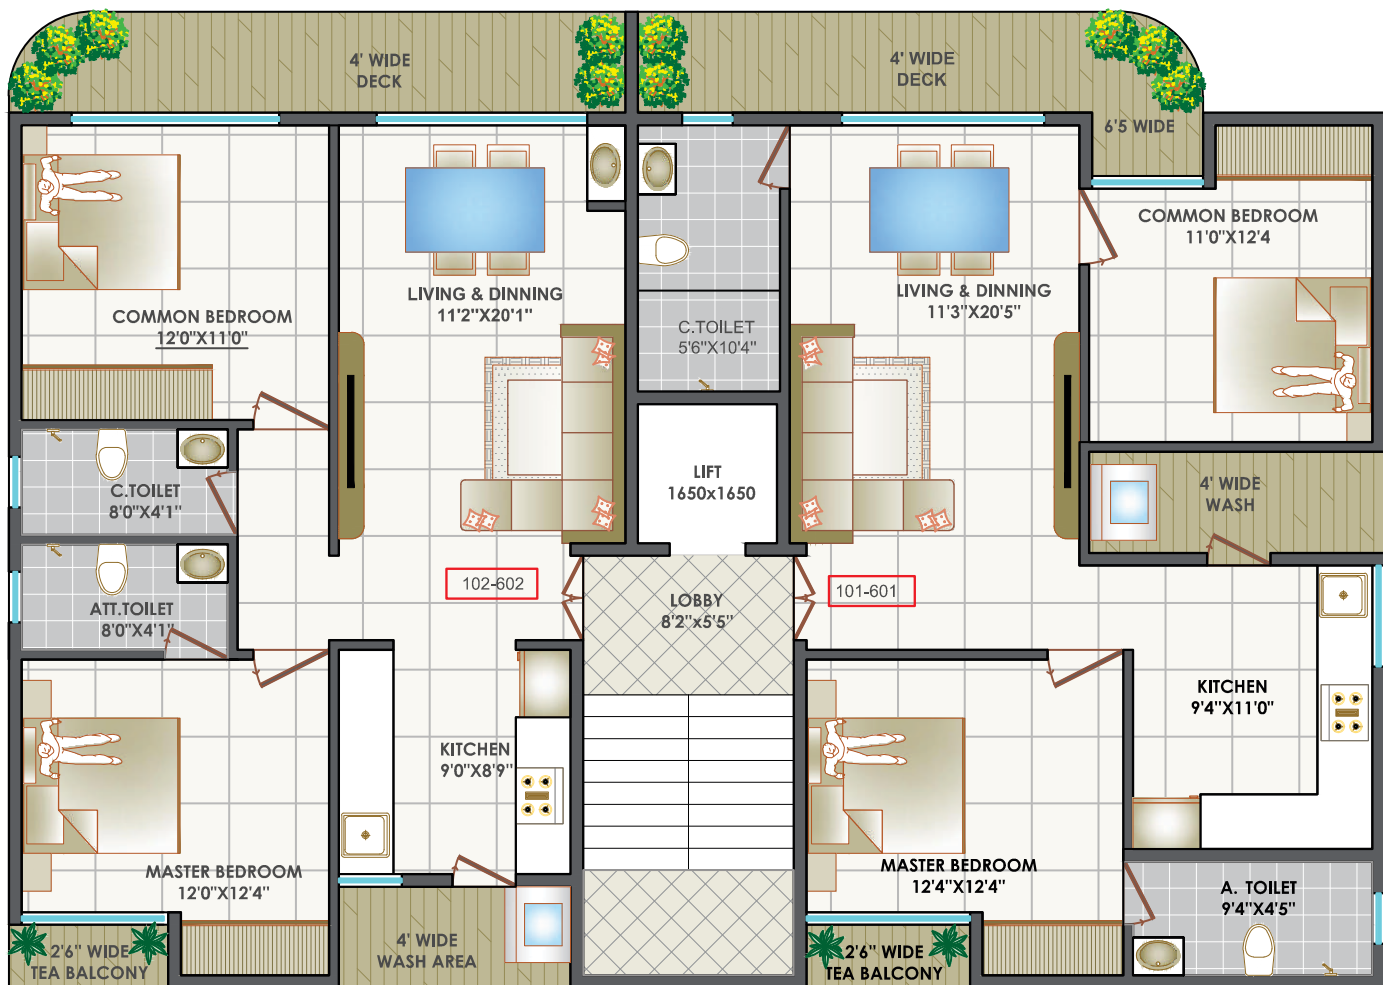 4' WIDE
DECK
4' WIDE
DECK
6'5 WIDE
COMMON BEDROOM
11'0"X12'4
LIVING & DINNING
11'2"X20'1"
LIVING & DINNING
11'3"X20'5"
COMMON BEDROOM
12'0"X11'0"
C.TOILET
5'6"X10'4"
LIFT
1650x1650
4' WIDE
WASH
C.TOILET
8'0"X4'1"
102-602
101-601
LOBBY
8'2"x5'5"
ATT.TOILET
8'0"X4'1"
KITCHEN
9'4"X11'0"
KITCHEN
9'0"X8'9"
MASTER BEDROOM
12'0"X12'4"
MASTER BEDROOM
12'4"X12'4"
A. TOILET
9'4"X4'5"
2'6" WIDE
TEA BALCONY
4' WIDE
WASH AREA
2'6" WIDE
TEA BALCONY